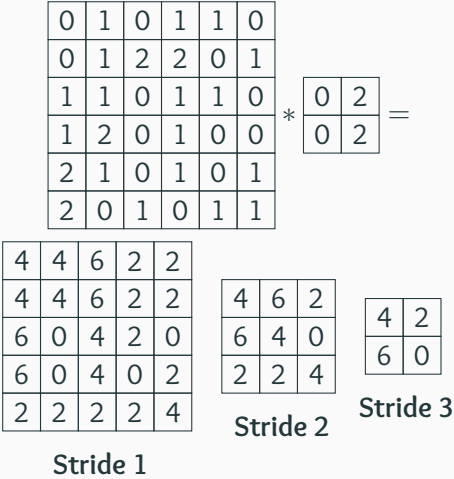 0 1 0 1 1 0
0 1 2 2 0 1
1 1 0 1 1 0
1 2 0 1 0 0
2 1 0 1 0 1
2 0 1 0 1 1
*
0 2
0 2
=
4 4 6 2 2
4 4 6 2 2
6 0 4 2 0
6 0 4 0 2
2 2 2 2 4
Stride 1
4 6 2
6 4 0
2 2 4
Stride 2
4 2
6 0
Stride 3